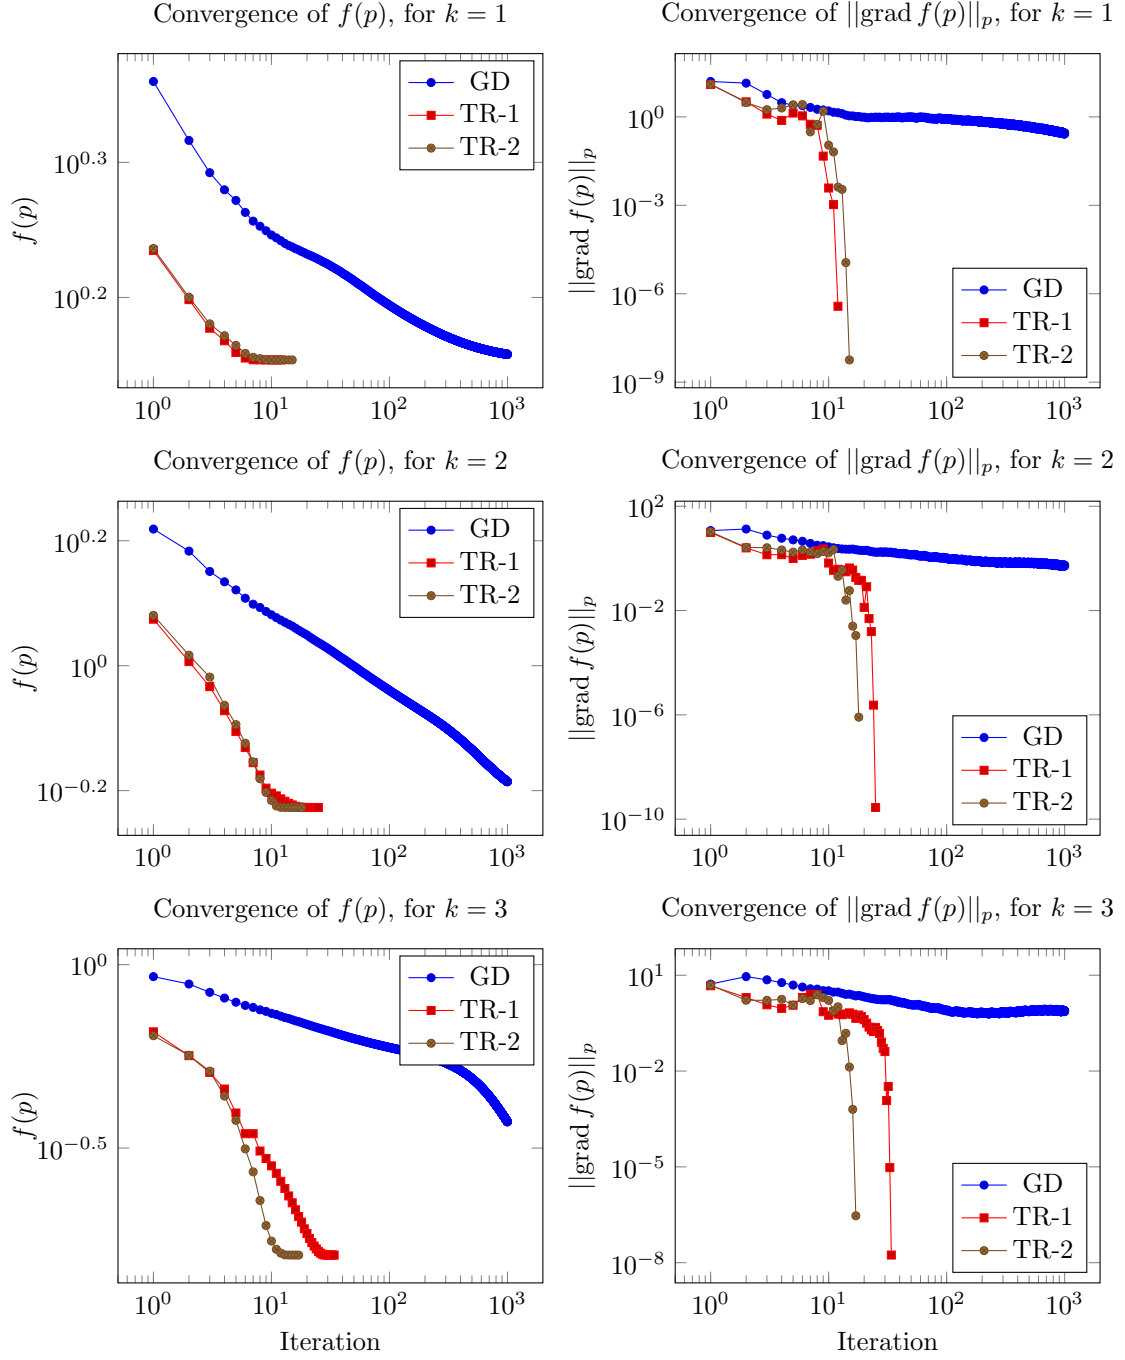 Convergence of f(p), for k = 1
10^0.3
10^0.2
f(p)
GD
TR-1
TR-2
10^0 10^1 10^2 10^3
Convergence of ||grad f(p)||_p, for k = 1
10^0
10^−3
10^−6
10^−9
||grad f(p)||_p
GD
TR-1
TR-2
10^0 10^1 10^2 10^3
Convergence of f(p), for k = 2
10^0.2
10^0
10^−0.2
f(p)
GD
TR-1
TR-2
10^0 10^1 10^2 10^3
Convergence of ||grad f(p)||_p, for k = 2
10^2
10^−2
10^−6
10^−10
||grad f(p)||_p
GD
TR-1
TR-2
10^0 10^1 10^2 10^3
Convergence of f(p), for k = 3
10^0
10^−0.5
f(p)
GD
TR-1
TR-2
10^0 10^1 10^2 10^3
Iteration
Convergence of ||grad f(p)||_p, for k = 3
10^1
10^−2
10^−5
10^−8
||grad f(p)||_p
GD
TR-1
TR-2
10^0 10^1 10^2 10^3
Iteration